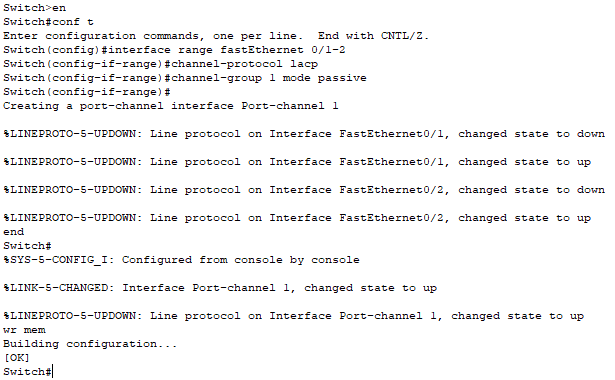 Switch>en
Switch#conf t
Enter configuration commands, one per line.  End with CNTL/Z.
Switch(config)#interface range fastEthernet 0/1-2
Switch(config-if-range)#channel-protocol lacp
Switch(config-if-range)#channel-group 1 mode passive
Switch(config-if-range)#
Creating a port-channel interface Port-channel 1
%LINEPROTO-5-UPDOWN: Line protocol on Interface FastEthernet0/1, changed state to down
%LINEPROTO-5-UPDOWN: Line protocol on Interface FastEthernet0/1, changed state to up
%LINEPROTO-5-UPDOWN: Line protocol on Interface FastEthernet0/2, changed state to down
%LINEPROTO-5-UPDOWN: Line protocol on Interface FastEthernet0/2, changed state to up
end
Switch#
%SYS-5-CONFIG_I: Configured from console by console
%LINK-5-CHANGED: Interface Port-channel 1, changed state to up
%LINEPROTO-5-UPDOWN: Line protocol on Interface Port-channel 1, changed state to up
wr mem
Building configuration...
[OK]
Switch#